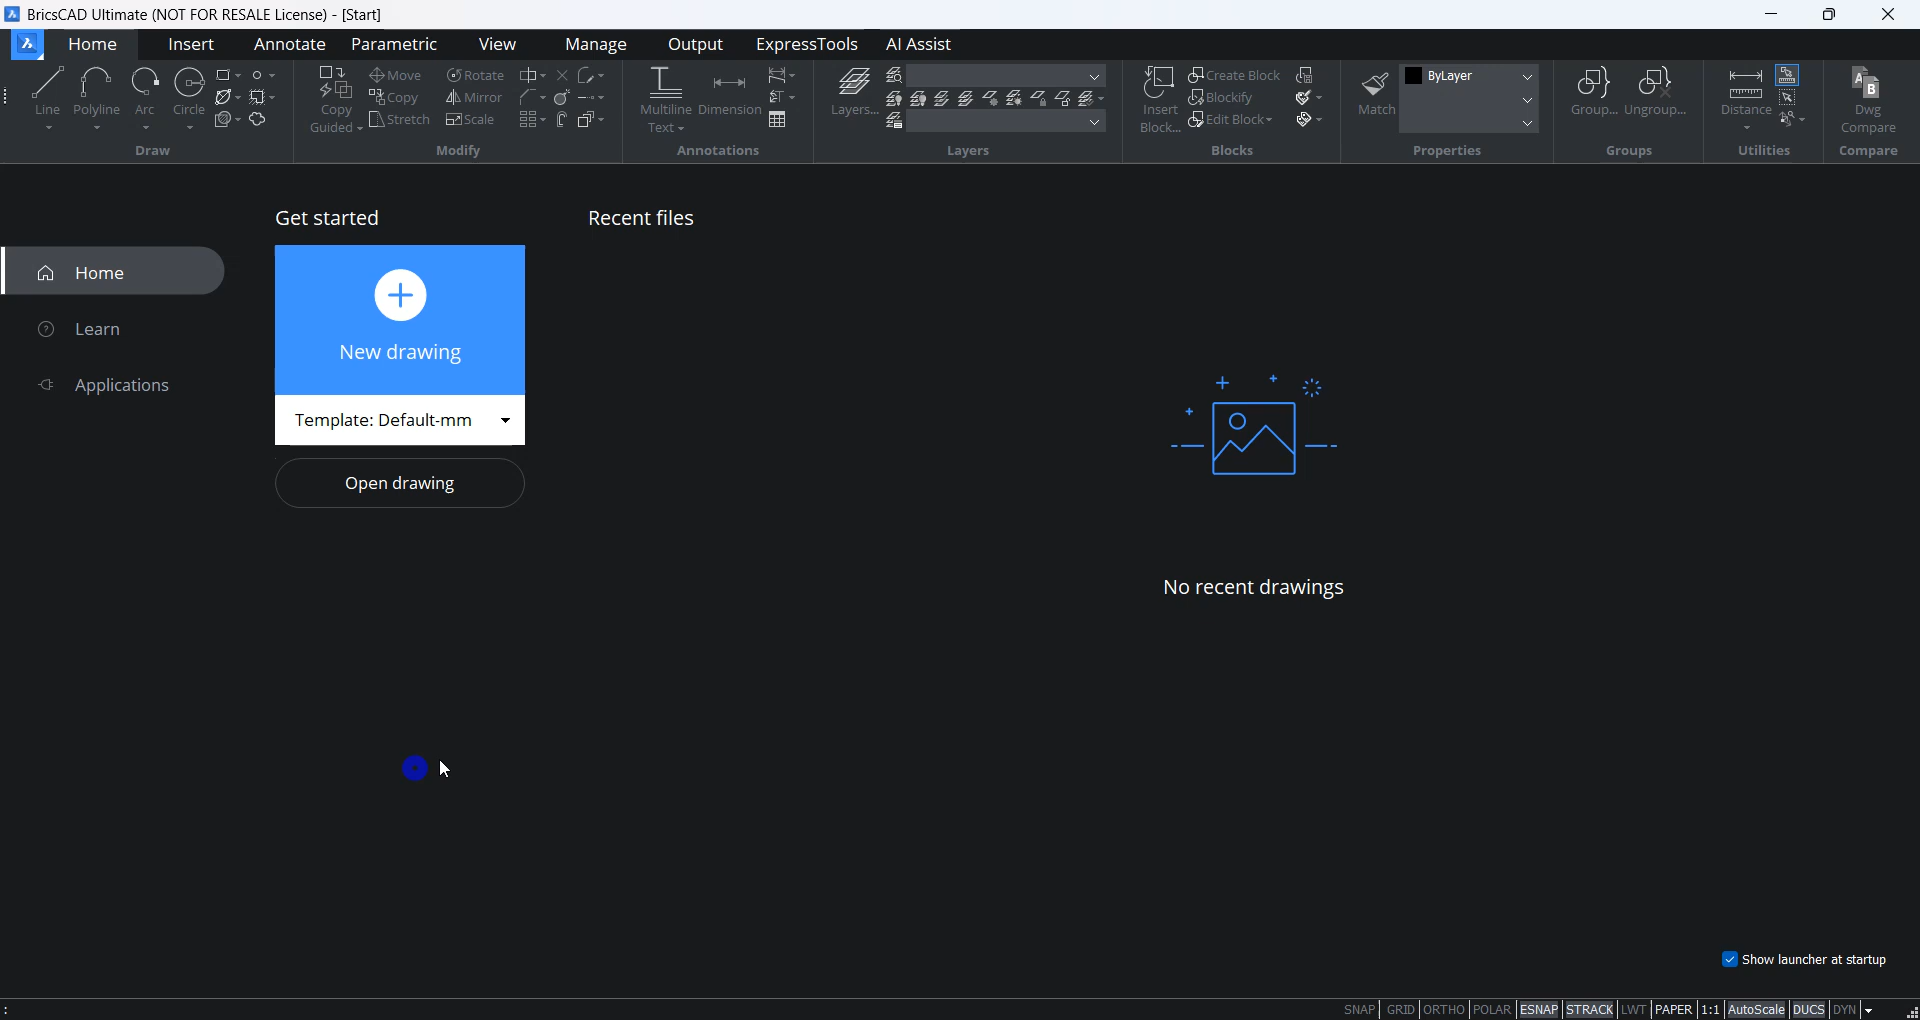 BricsCAD Ultimate (NOT FOR RESALE License) - [Start]
Home Insert Annotate Parametric View Manage Output ExpressTools AI Assist
Line Polyline Arc Circle
Draw
Copy Guided
Move Rotate
Copy Mirror
Stretch Scale
Modify
Multiline Text Dimension
Annotations
Layers...
Layers
Insert Block...
Create Block
Blockify
Edit Block
Blocks
Match
ByLayer
Properties
Group... Ungroup...
Groups
Distance
Utilities
A B
Dwg Compare
Compare
Get started
Recent files
Home
Learn
Applications
New drawing
Template: Default-mm
Open drawing
No recent drawings
Show launcher at startup
: SNAP GRID ORTHO POLAR ESNAP STRACK LWT PAPER 1:1 AutoScale DUCS DYN